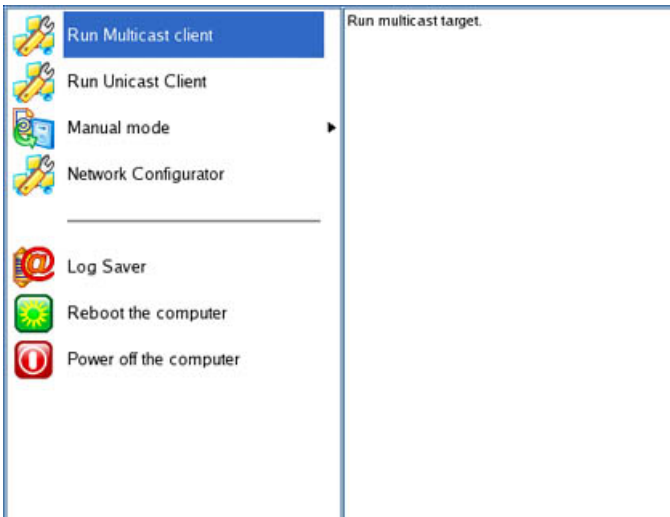 Run Multicast client
Run Unicast Client
Manual mode
Network Configurator
Log Saver
Reboot the computer
Power off the computer
Run multicast target.